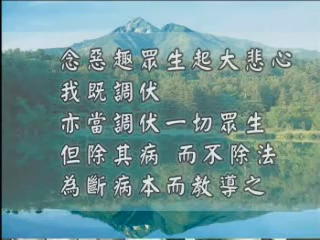 念惡趣眾生起大悲心
我既調伏
亦當調伏一切眾生
但除其病 而不除法
為斷病本而教導之